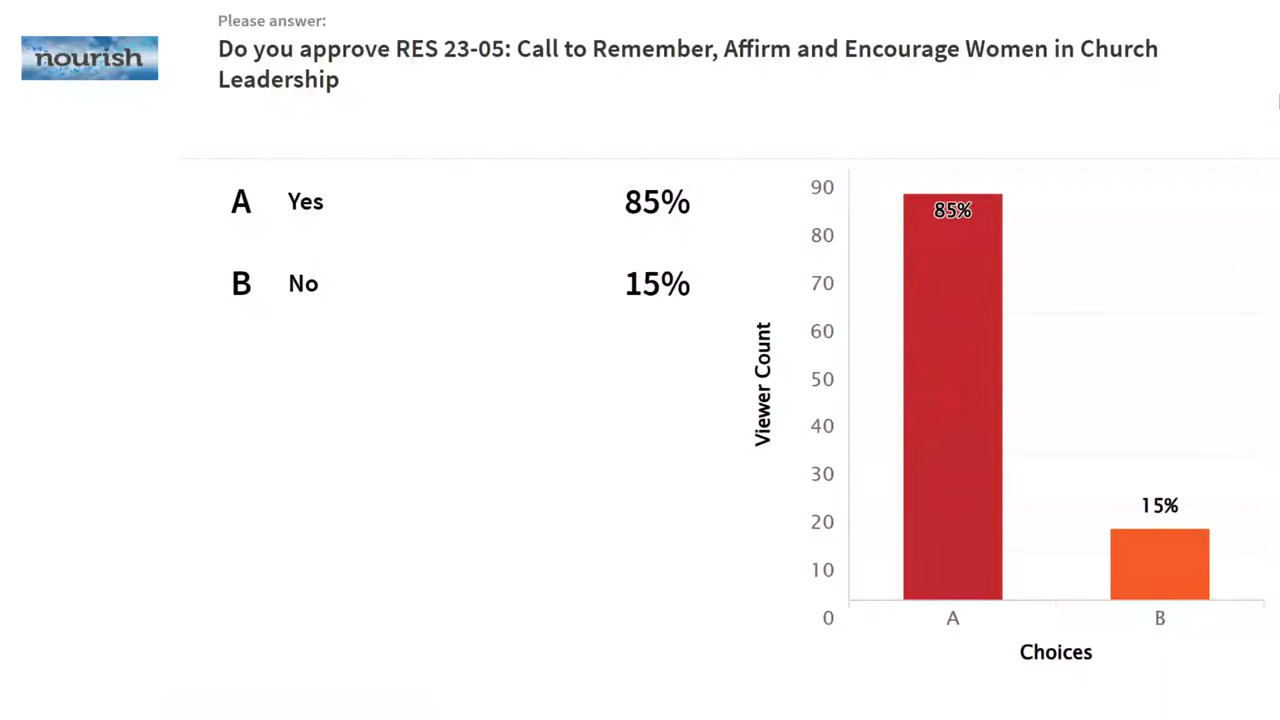 Please answer:
nourish
Do you approve RES 23-05: Call to Remember, Affirm and Encourage Women in Church
Leadership
A Yes 85%
B No 15%
90
80
70
60
50
40
30
20
10
0
Viewer Count
85%
15%
A B
Choices